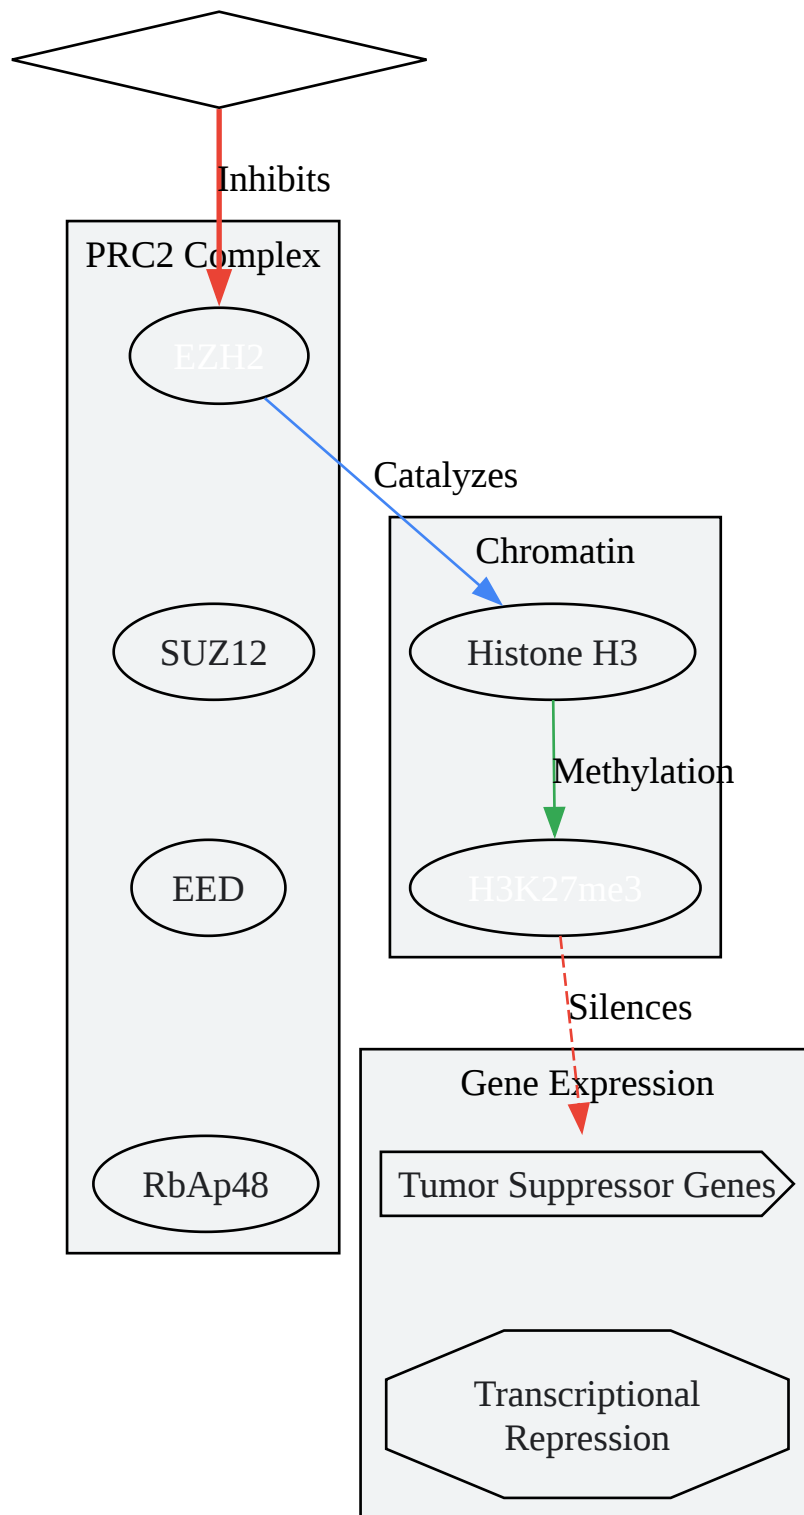 Inhibits
PRC2 Complex
EZH2
Catalyzes
Chromatin
SUZ12
Histone H3
Methylation
EED
H3K27me3
Silences
Gene Expression
RbAp48
Tumor Suppressor Genes
Transcriptional
Repression